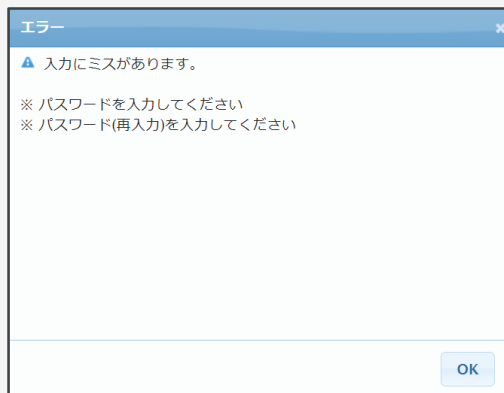 エラー
入力にミスがあります。
※ パスワードを入力してください
※ パスワード(再入力)を入力してください
OK